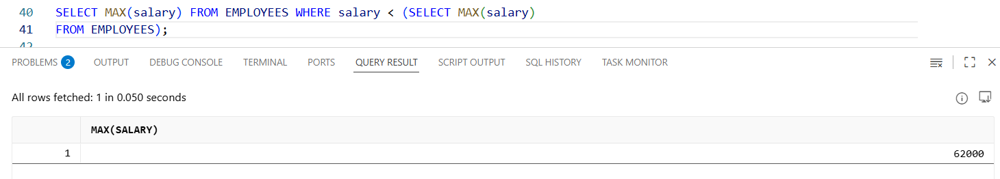 40 SELECT MAX(salary) FROM EMPLOYEES WHERE salary < (SELECT MAX(salary)
41 FROM EMPLOYEES);
42
PROBLEMS 2 OUTPUT DEBUG CONSOLE TERMINAL PORTS QUERY RESULT SCRIPT OUTPUT SQL HISTORY TASK MONITOR
All rows fetched: 1 in 0.050 seconds
MAX(SALARY)
1 62000